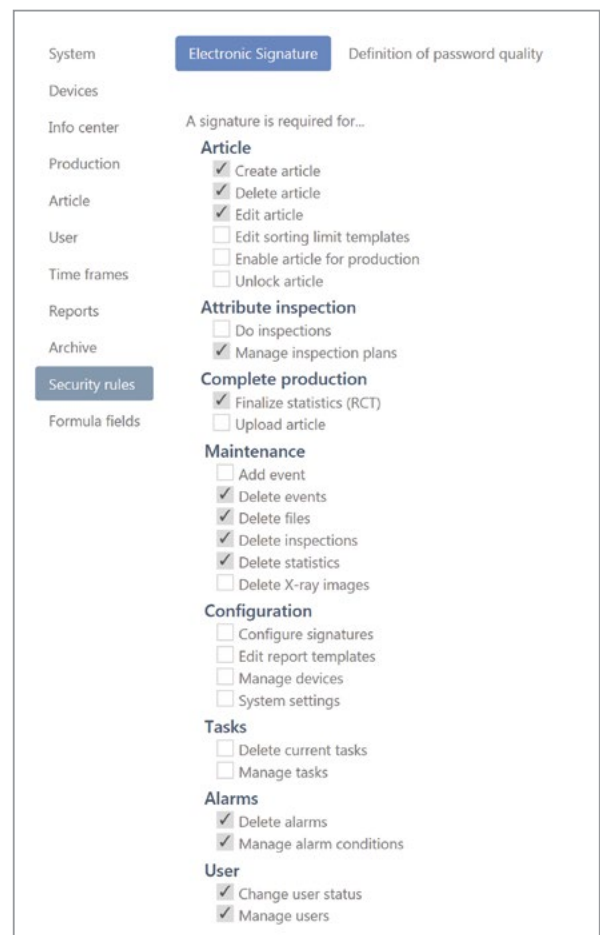 System
Devices
Info center
Production
Article
User
Time frames
Reports
Archive
Security rules
Formula fields
Electronic Signature
Definition of password quality
A signature is required for...
Article
Create article
Delete article
Edit article
Edit sorting limit templates
Enable article for production
Unlock article
Attribute inspection
Do inspections
Manage inspection plans
Complete production
Finalize statistics (RCT)
Upload article
Maintenance
Add event
Delete events
Delete files
Delete inspections
Delete statistics
Delete X-ray images
Configuration
Configure signatures
Edit report templates
Manage devices
System settings
Tasks
Delete current tasks
Manage tasks
Alarms
Delete alarms
Manage alarm conditions
User
Change user status
Manage users